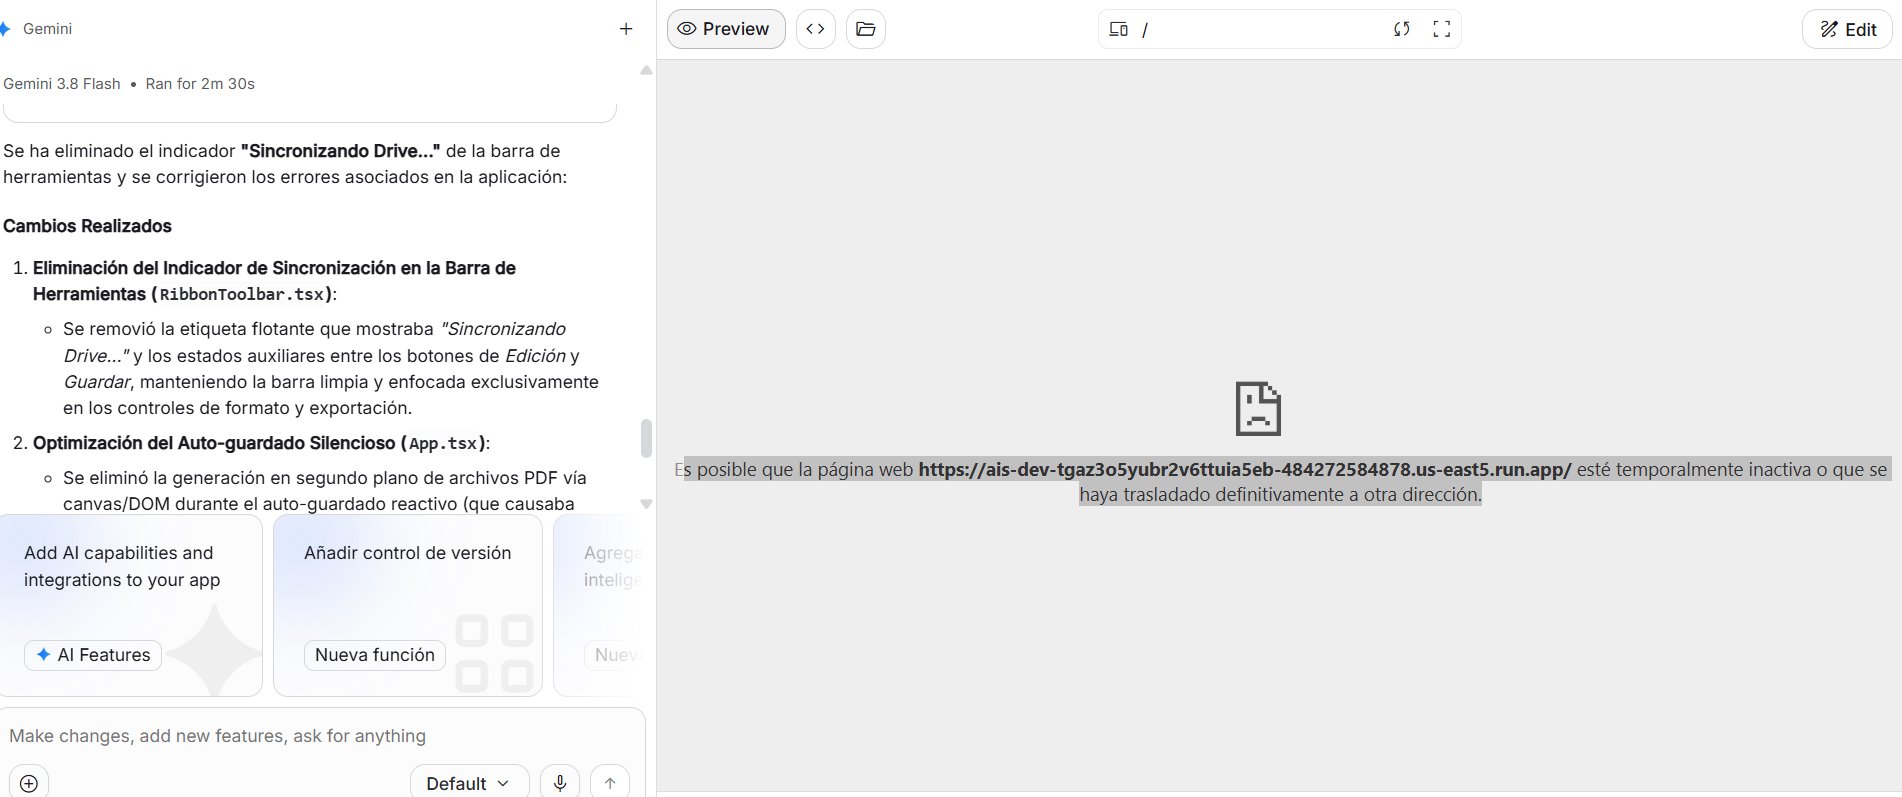 Gemini
Gemini 3.8 Flash • Ran for 2m 30s
Se ha eliminado el indicador "Sincronizando Drive..." de la barra de
herramientas y se corrigieron los errores asociados en la aplicación:
Cambios Realizados
1. Eliminación del Indicador de Sincronización en la Barra de
Herramientas (RibbonToolbar.tsx):
Se removió la etiqueta flotante que mostraba "Sincronizando
Drive..." y los estados auxiliares entre los botones de Edición y
Guardar, manteniendo la barra limpia y enfocada exclusivamente
en los controles de formato y exportación.
2. Optimización del Auto-guardado Silencioso (App.tsx):
Se eliminó la generación en segundo plano de archivos PDF vía
canvas/DOM durante el auto-guardado reactivo (que causaba
Add AI capabilities and
integrations to your app
AI Features
Añadir control de versión
Nueva función
Agrega
intelige
Nueva
Make changes, add new features, ask for anything
Default
Preview
/
Edit
Es posible que la página web https://ais-dev-tgaz3o5yubr2v6ttuia5eb-484272584878.us-east5.run.app/ esté temporalmente inactiva o que se
haya trasladado definitivamente a otra dirección.